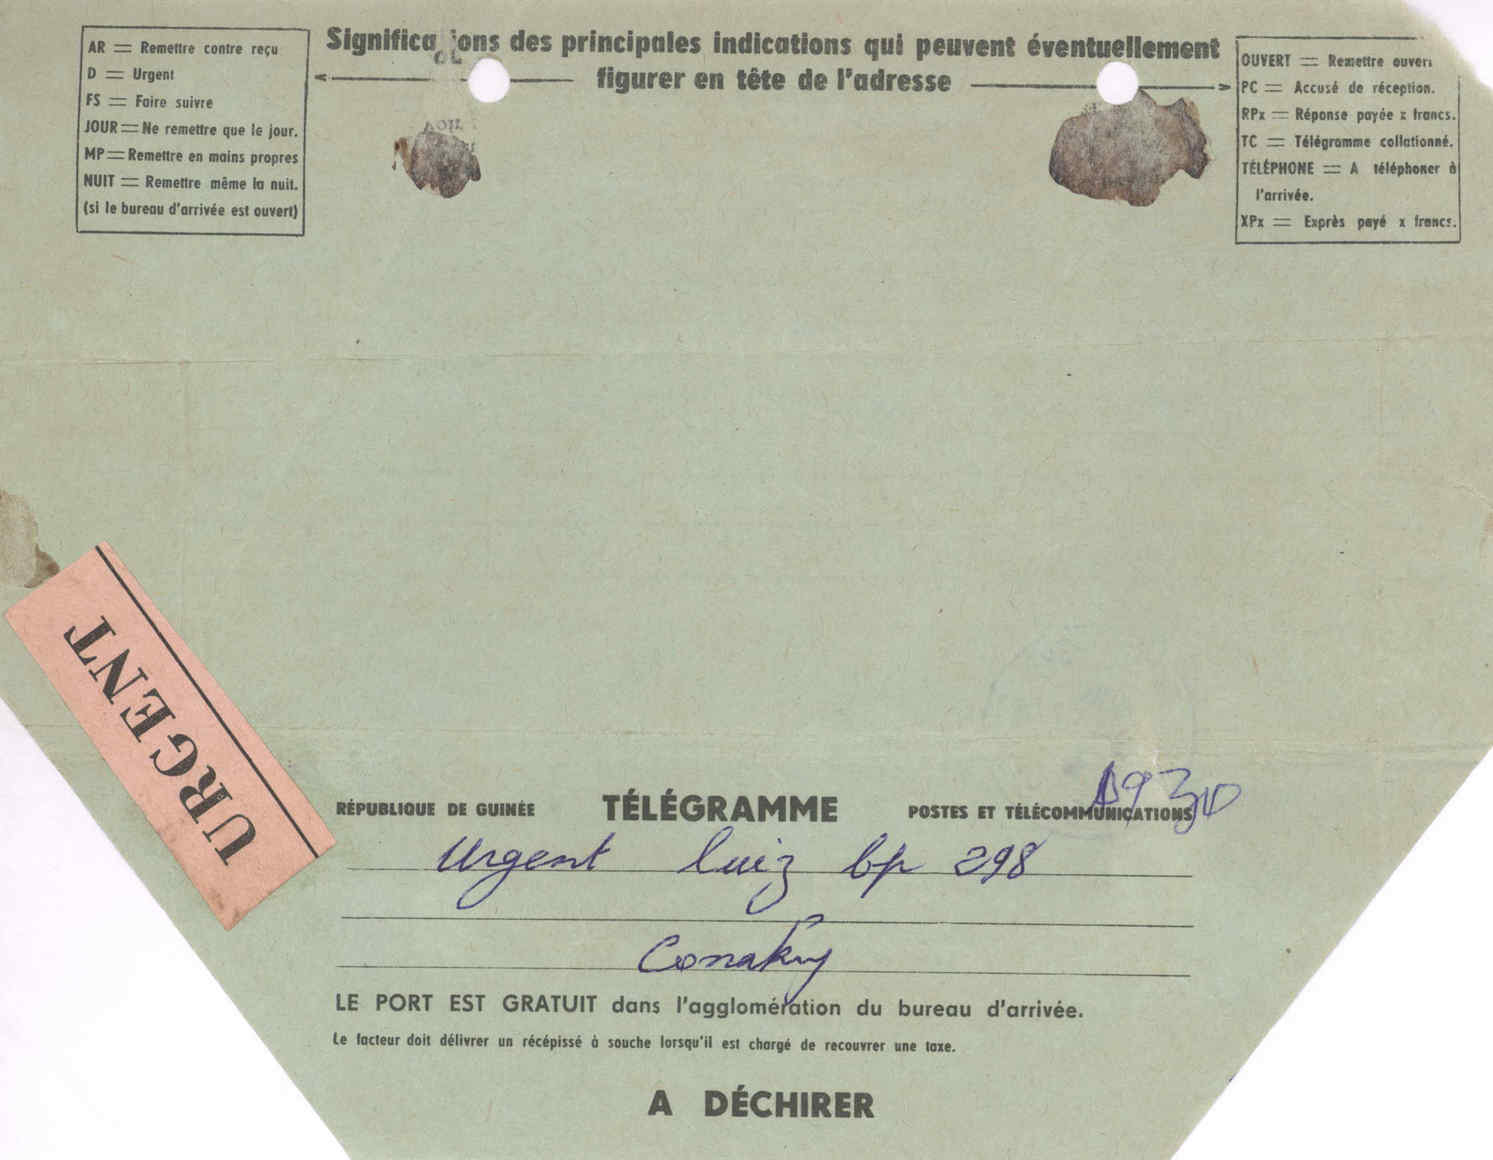 Significa ions des principales indications qui peuvent éventuellement
figurer en tête de l'adresse
AR = Remettre contre reçu
D = Urgent
FS = Faire suivre
JOUR = Ne remettre que le jour.
MP = Remettre en mains propres
NUIT = Remettre même la nuit.
(si le bureau d'arrivée est ouvert)
OUVERT = Remettre ouvert
PC = Accusé de réception.
RPx = Réponse payée x francs.
TC = Télégramme collationné.
TÉLÉPHONE = A téléphoner à
l'arrivée.
XPx = Exprès payé x francs.
URGENT
RÉPUBLIQUE DE GUINÉE TÉLÉGRAMME POSTES ET TÉLÉCOMMUNICATIONS
Urgent luiz bp 298
Conakry
LE PORT EST GRATUIT dans l'agglomération du bureau d'arrivée.
Le facteur doit délivrer un récépissé à souche lorsqu'il est chargé de recouvrer une taxe.
A DÉCHIRER